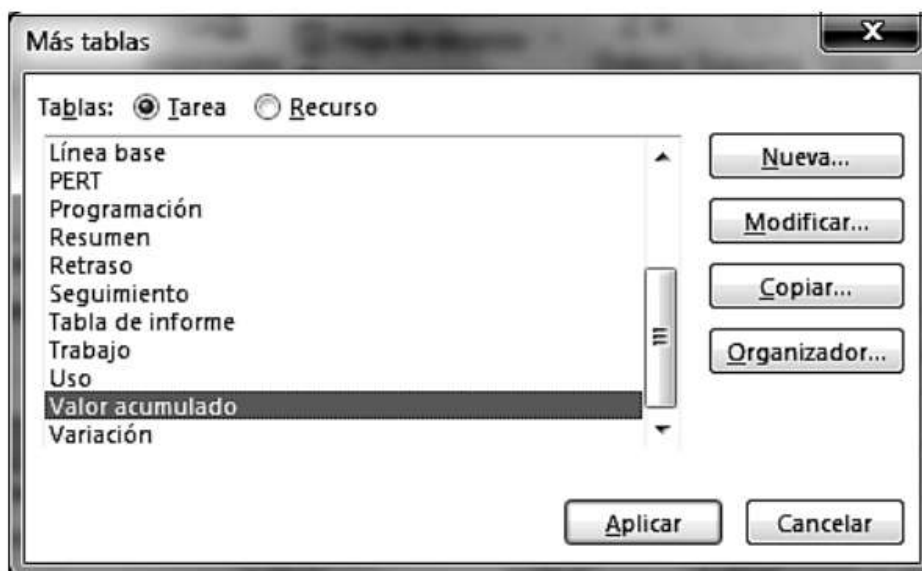 Más tablas
Tablas: Tarea Recurso
Línea base
PERT
Programación
Resumen
Retraso
Seguimiento
Tabla de informe
Trabajo
Uso
Valor acumulado
Variación
Nueva...
Modificar...
Copiar...
Organizador...
Aplicar Cancelar